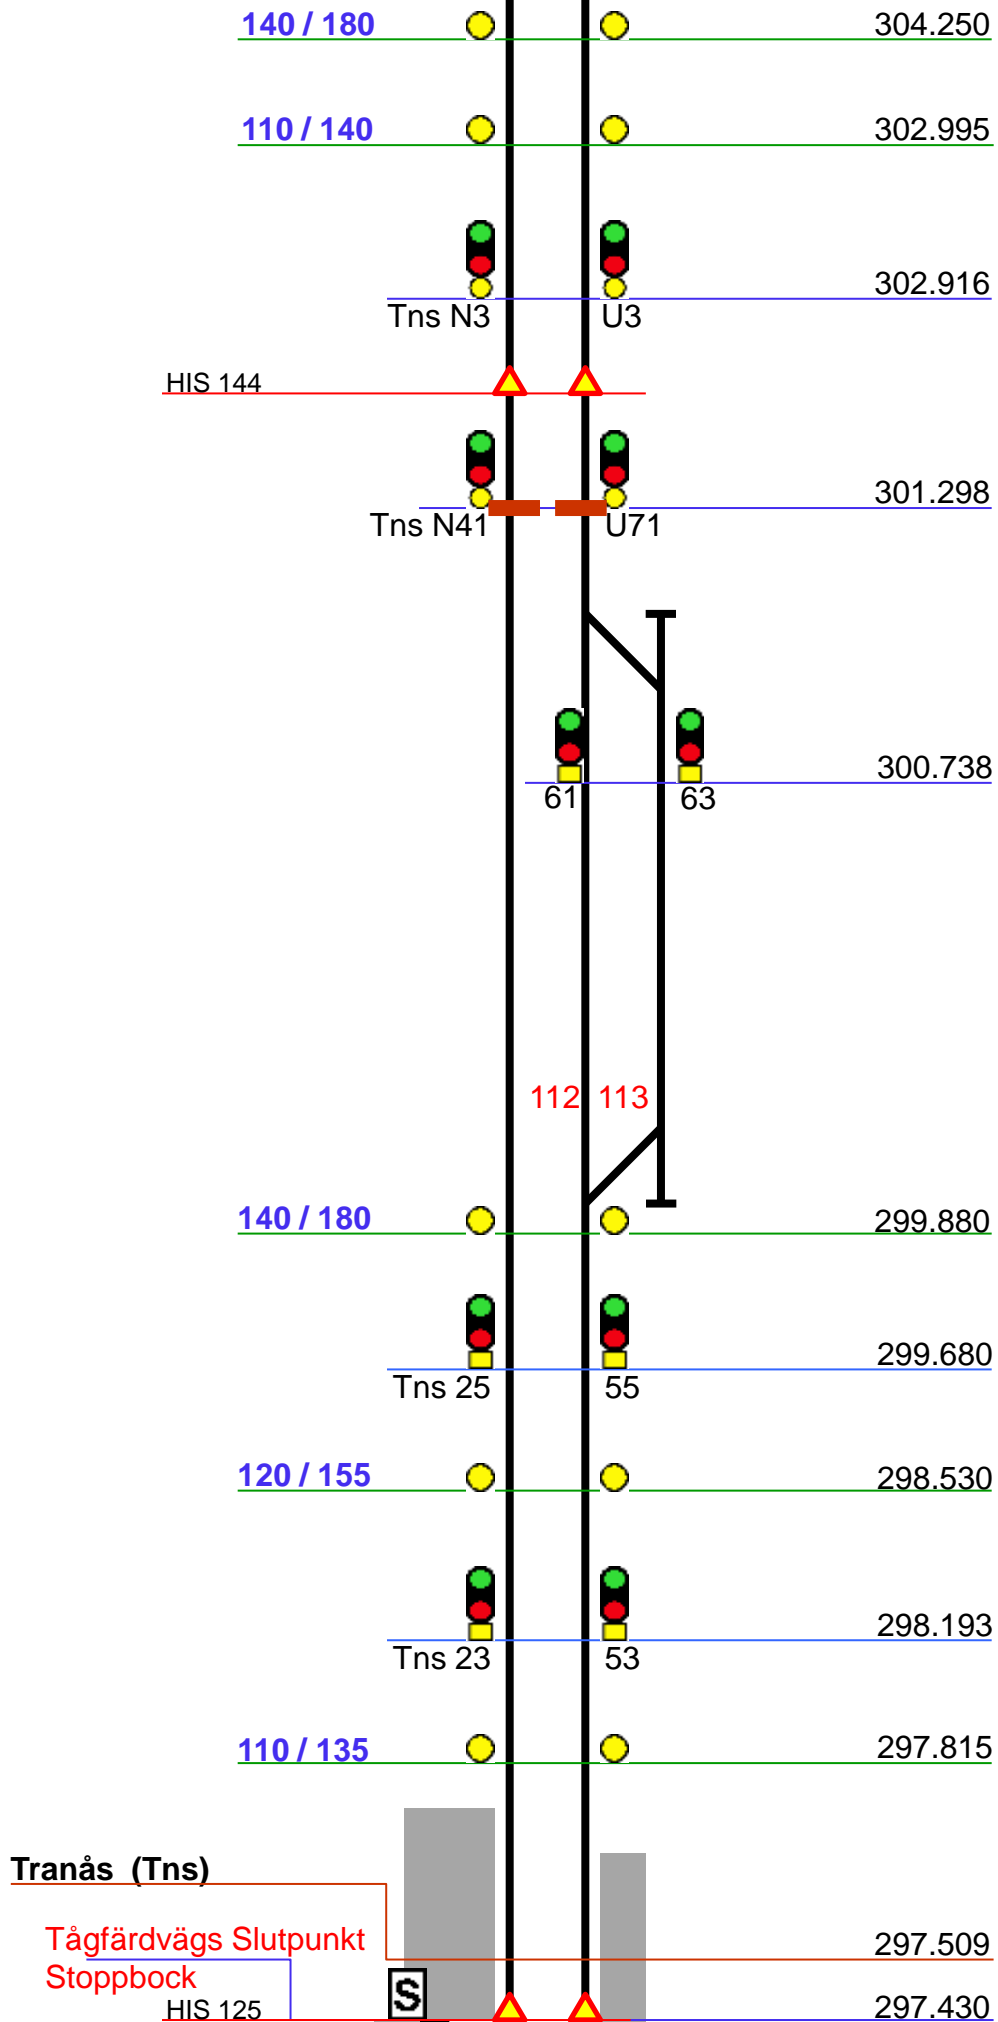 140 / 180 304.250
110 / 140 302.995
302.916
Tns N3 U3
HIS 144
301.298
Tns N41 U71
300.738
61 63
112 113
140 / 180 299.880
299.680
Tns 25 55
120 / 155 298.530
298.193
Tns 23 53
110 / 135 297.815
Tranås (Tns)
Tågfärdvägs Slutpunkt 297.509
Stoppbock
S
HIS 125 297.430